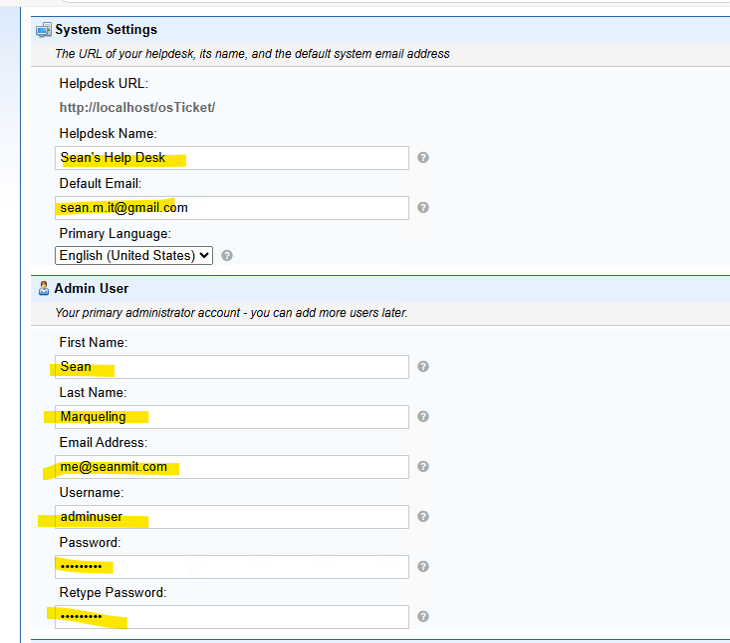 System Settings
The URL of your helpdesk, its name, and the default system email address
Helpdesk URL:
http://localhost/osTicket/
Helpdesk Name:
Sean's Help Desk
Default Email:
sean.m.it@gmail.com
Primary Language:
English (United States)
Admin User
Your primary administrator account - you can add more users later.
First Name:
Sean
Last Name:
Marqueling
Email Address:
me@seanmit.com
Username:
adminuser
Password:
•••••••••
Retype Password:
•••••••••